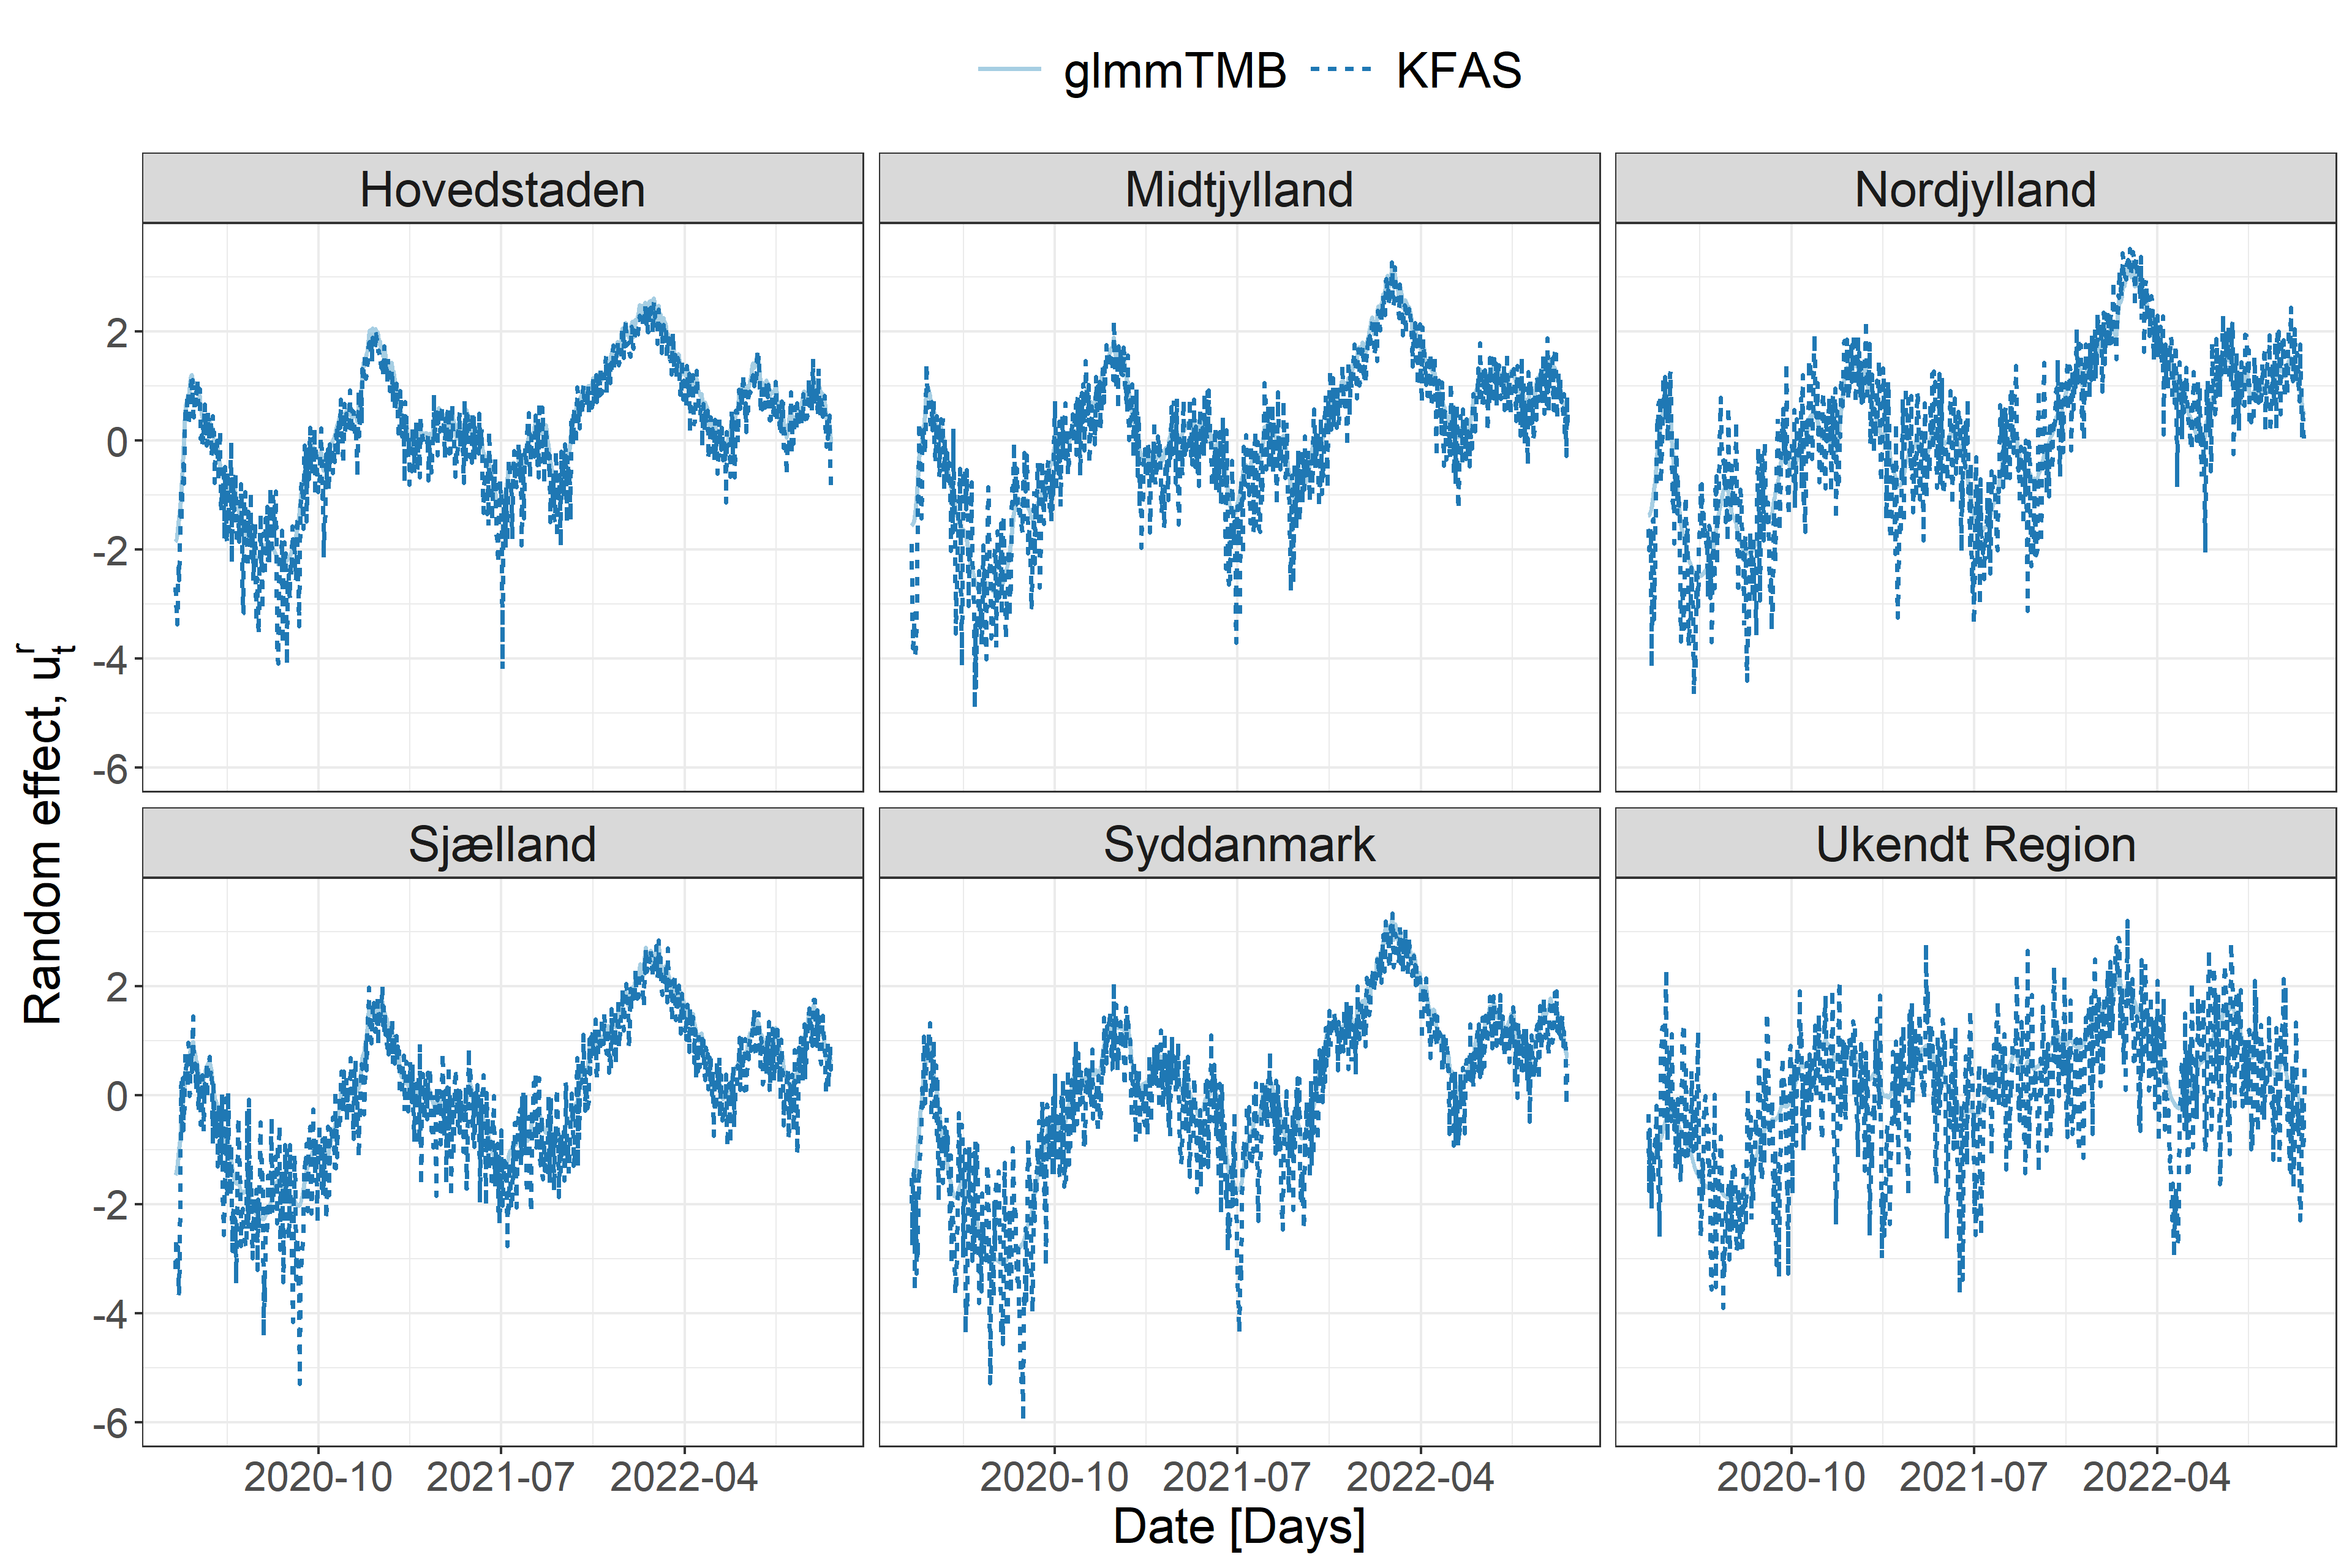 glmmTMB KFAS
Hovedstaden Midtjylland Nordjylland
2
0
-2
-4
-6
Random effect, u_t^r
Sjælland Syddanmark Ukendt Region
2
0
-2
-4
-6
2020-10 2021-07 2022-04 2020-10 2021-07 2022-04 2020-10 2021-07 2022-04
Date [Days]